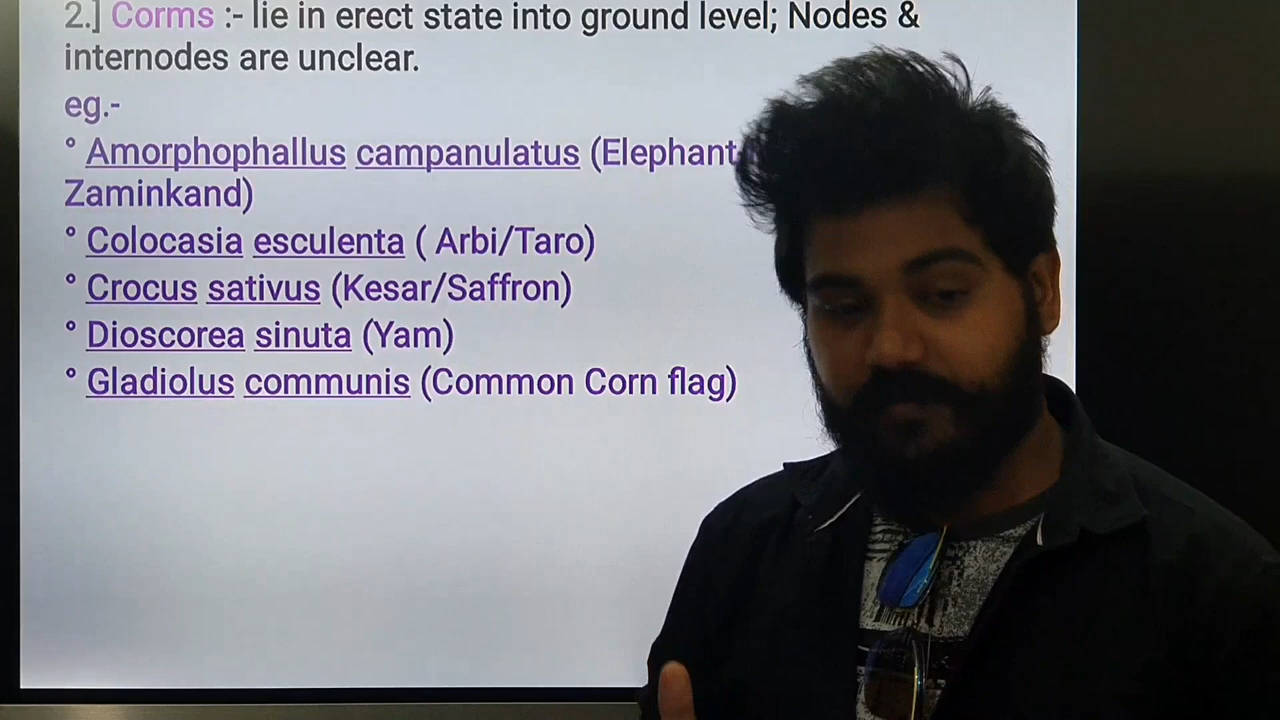 2.] Corms :- lie in erect state into ground level; Nodes &
internodes are unclear.
eg.-
° Amorphophallus campanulatus (Elephant
Zaminkand)
° Colocasia esculenta ( Arbi/Taro)
° Crocus sativus (Kesar/Saffron)
° Dioscorea sinuta (Yam)
° Gladiolus communis (Common Corn flag)